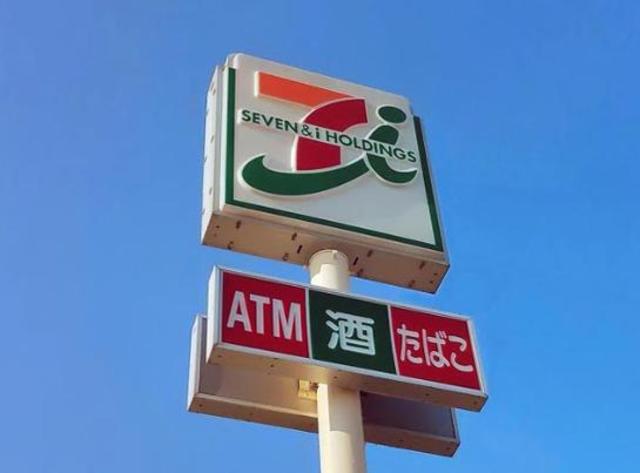 SEVEN & i HOLDINGS
ATM 酒 たばこ